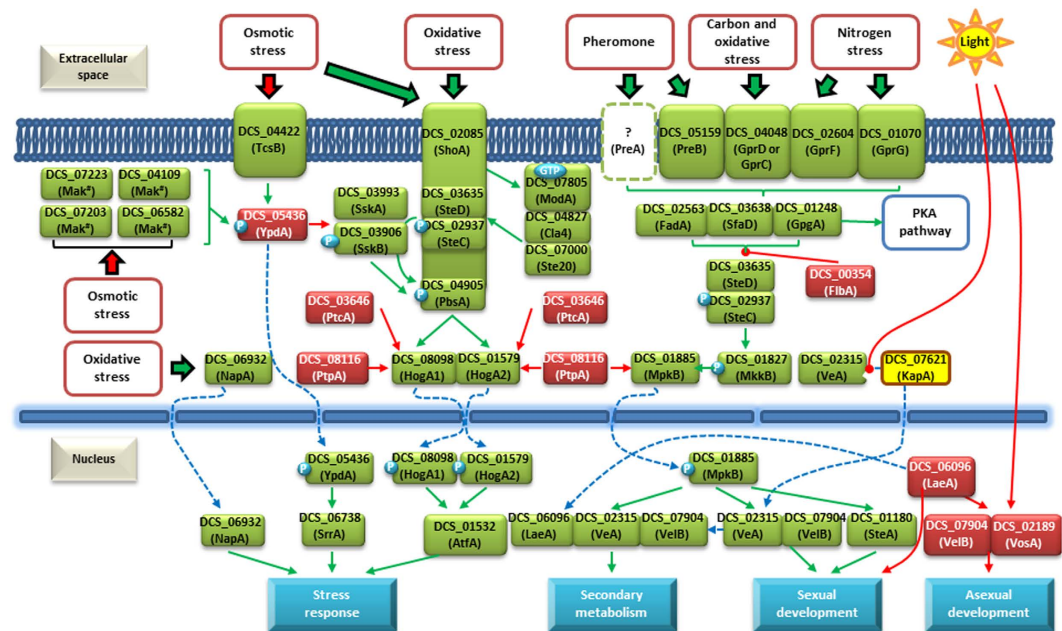 Extracellular
space
Osmotic
stress
Oxidative
stress
Pheromone
Carbon and
oxidative
stress
Nitrogen
stress
Light
DCS_04422
(TcsB)
DCS_02085
(ShoA)
?
(PreA)
DCS_05159
(PreB)
DCS_04048
(GprD or
GprC)
DCS_02604
(GprF)
DCS_01070
(GprG)
DCS_07223
(Mak#)
DCS_04109
(Mak#)
DCS_07203
(Mak#)
DCS_06582
(Mak#)
P
DCS_05436
(YpdA)
DCS_03993
(SskA)
P
DCS_03906
(SskB)
DCS_03635
(SteD)
P
DCS_02937
(SteC)
P
DCS_04905
(PbsA)
GTP
DCS_07805
(ModA)
DCS_04827
(Cla4)
DCS_07000
(Ste20)
DCS_02563
(FadA)
DCS_03638
(SfaD)
DCS_01248
(GpgA)
PKA
pathway
DCS_03635
(SteD)
P
DCS_02937
(SteC)
DCS_00354
(FlbA)
Osmotic
stress
DCS_03646
(PtcA)
DCS_03646
(PtcA)
Oxidative
stress
DCS_06932
(NapA)
DCS_08116
(PtpA)
DCS_08098
(HogA1)
DCS_01579
(HogA2)
DCS_08116
(PtpA)
DCS_01885
(MpkB)
P
DCS_01827
(MkkB)
DCS_02315
(VeA)
DCS_07621
(KapA)
Nucleus
P
DCS_05436
(YpdA)
P
DCS_08098
(HogA1)
P
DCS_01579
(HogA2)
P
DCS_01885
(MpkB)
DCS_06096
(LaeA)
DCS_06932
(NapA)
DCS_06738
(SrrA)
DCS_01532
(AtfA)
DCS_06096
(LaeA)
DCS_02315
(VeA)
DCS_07904
(VelB)
DCS_02315
(VeA)
DCS_07904
(VelB)
DCS_01180
(SteA)
DCS_07904
(VelB)
DCS_02189
(VosA)
Stress
response
Secondary
metabolism
Sexual
development
Asexual
development